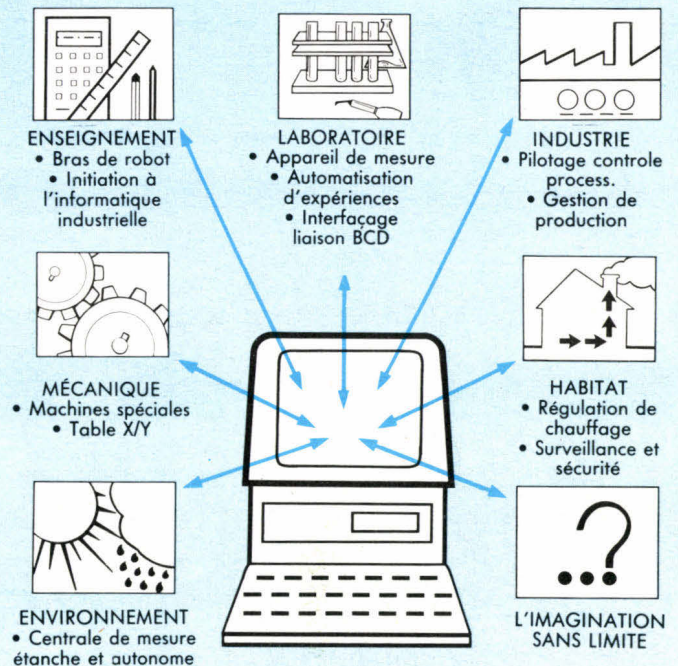 ENSEIGNEMENT
• Bras de robot
• Initiation à
l'informatique
industrielle
LABORATOIRE
• Appareil de mesure
• Automatisation
d'expériences
• Interfaçage
liaison BCD
INDUSTRIE
• Pilotage controle
process.
• Gestion de
production
MÉCANIQUE
• Machines spéciales
• Table X/Y
HABITAT
• Régulation de
chauffage
• Surveillance et
sécurité
ENVIRONNEMENT
• Centrale de mesure
étanche et autonome
?
...
L'IMAGINATION
SANS LIMITE